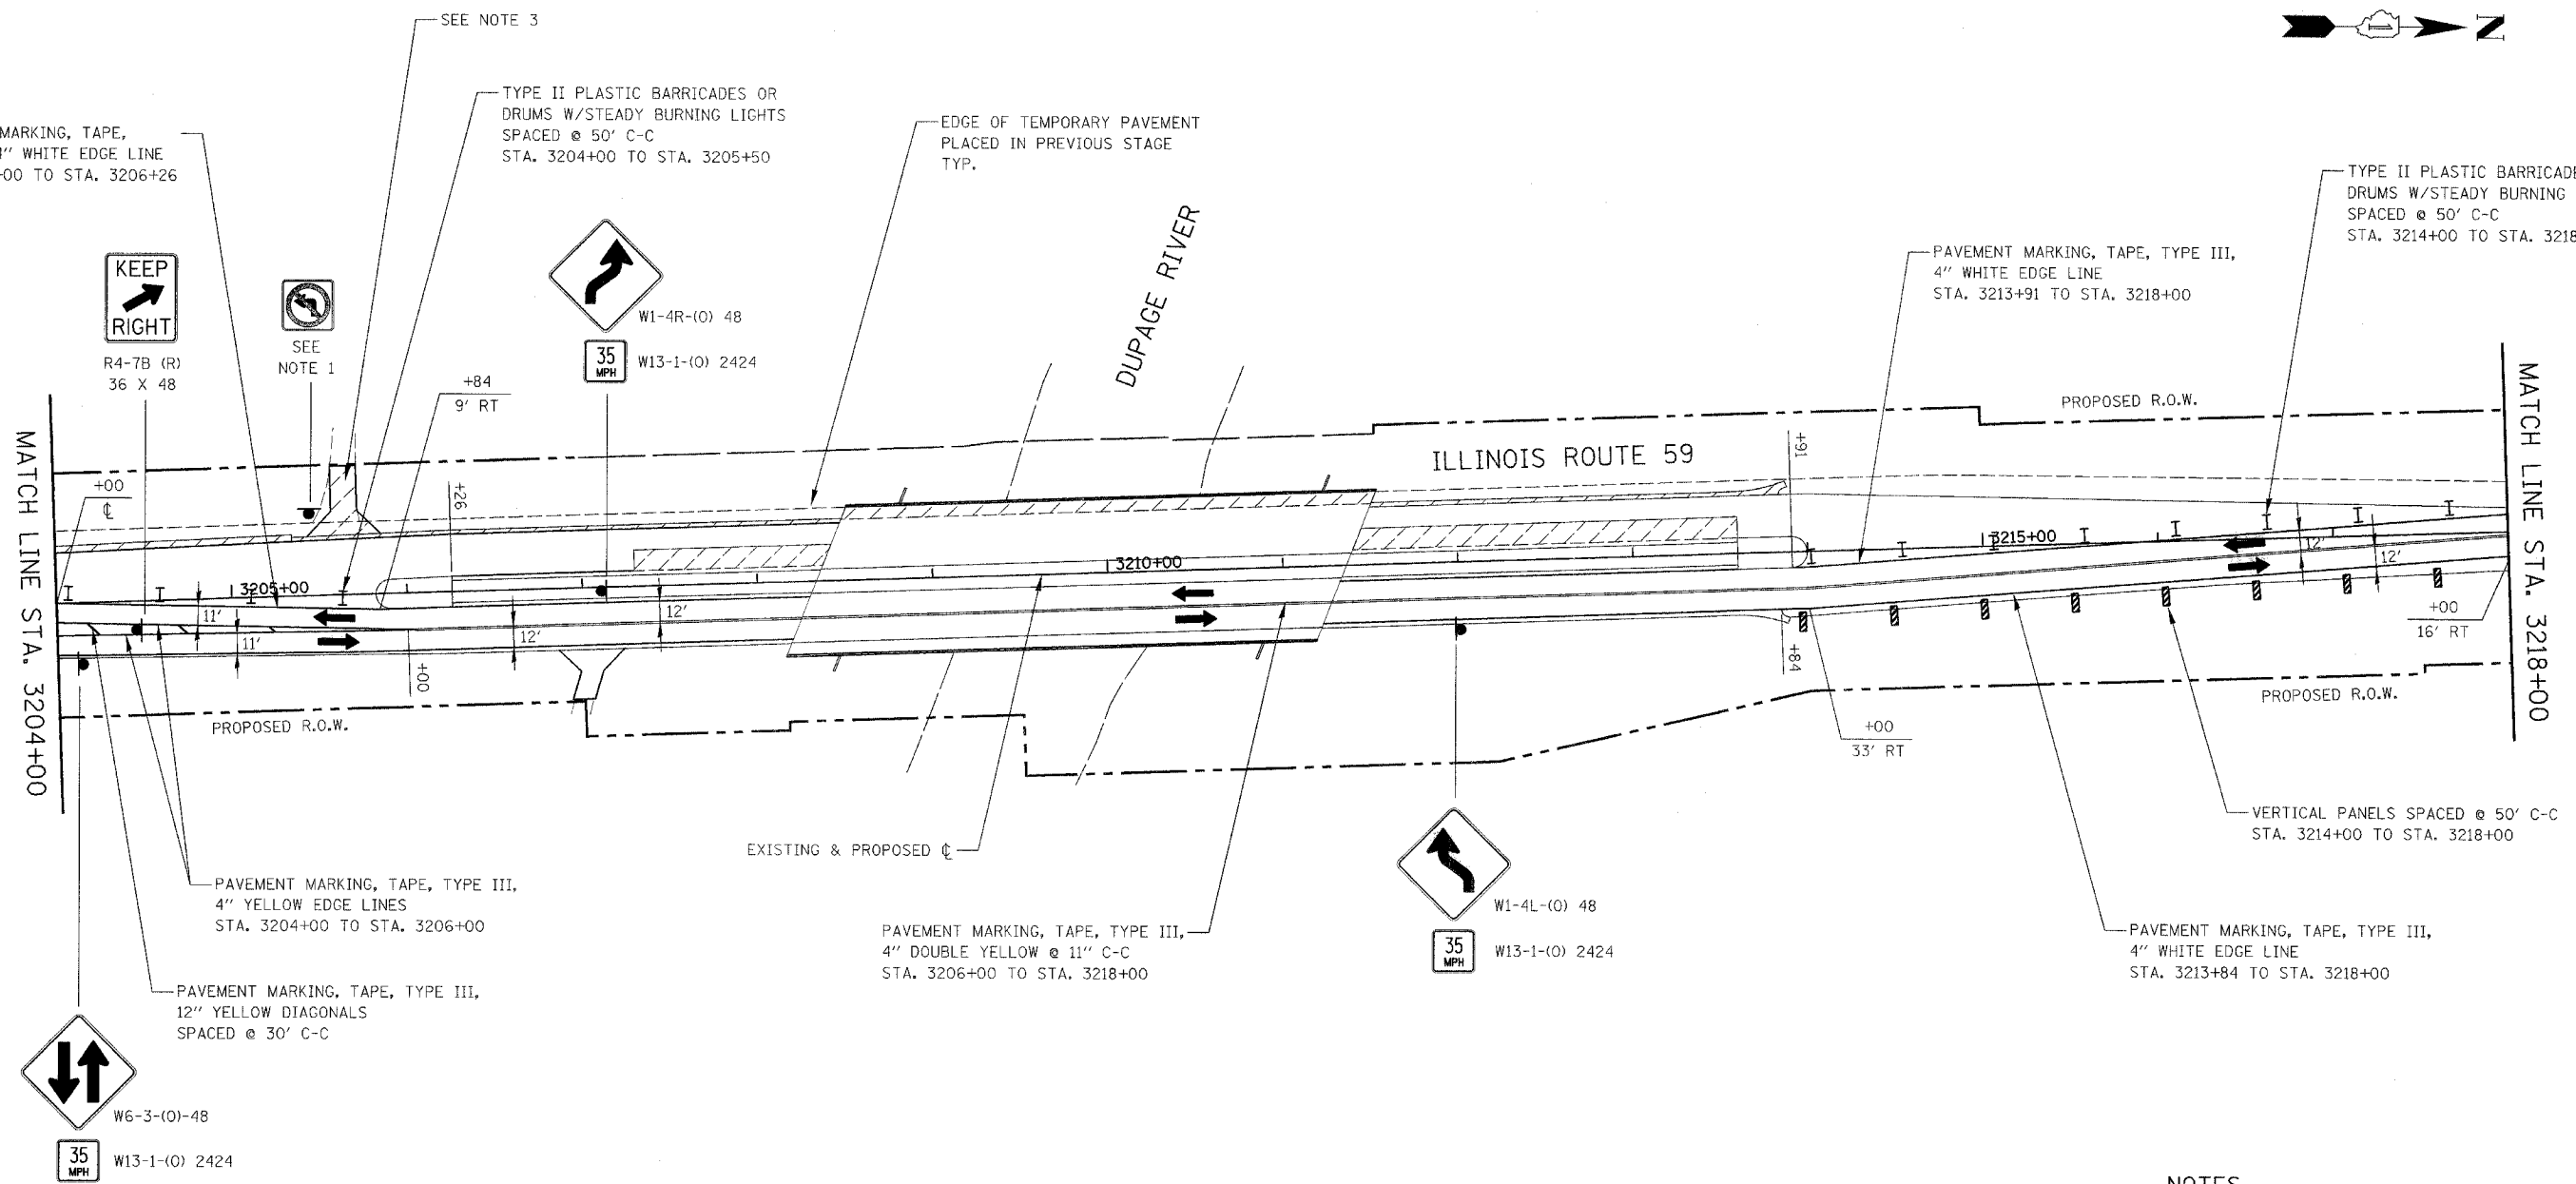 SEE NOTE 3
N
TYPE II PLASTIC BARRICADES OR
DRUMS W/STEADY BURNING LIGHTS
SPACED @ 50' C-C
STA. 3204+00 TO STA. 3205+50
EDGE OF TEMPORARY PAVEMENT
PLACED IN PREVIOUS STAGE
TYP.
MARKING, TAPE,
4" WHITE EDGE LINE
+00 TO STA. 3206+26
TYPE II PLASTIC BARRICADE
DRUMS W/STEADY BURNING
SPACED @ 50' C-C
STA. 3214+00 TO STA. 3218
PAVEMENT MARKING, TAPE, TYPE III,
4" WHITE EDGE LINE
STA. 3213+91 TO STA. 3218+00
KEEP
RIGHT
R4-7B (R)
36 X 48
SEE
NOTE 1
W1-4R-(O) 48
35
MPH
W13-1-(O) 2424
+84
9' RT
DUPAGE RIVER
MATCH LINE STA. 3204+00
+00
℄
+26
ILLINOIS ROUTE 59
+91
PROPOSED R.O.W.
MATCH LINE STA. 3218+00
3205+00
3210+00
3215+00
11'
11'
12'
12'
12'
12'
+00
+84
+00
16' RT
PROPOSED R.O.W.
PROPOSED R.O.W.
+00
33' RT
VERTICAL PANELS SPACED @ 50' C-C
STA. 3214+00 TO STA. 3218+00
EXISTING & PROPOSED ℄
PAVEMENT MARKING, TAPE, TYPE III,
4" YELLOW EDGE LINES
STA. 3204+00 TO STA. 3206+00
PAVEMENT MARKING, TAPE, TYPE III,
4" DOUBLE YELLOW @ 11" C-C
STA. 3206+00 TO STA. 3218+00
W1-4L-(O) 48
35
MPH
W13-1-(O) 2424
PAVEMENT MARKING, TAPE, TYPE III,
4" WHITE EDGE LINE
STA. 3213+84 TO STA. 3218+00
PAVEMENT MARKING, TAPE, TYPE III,
12" YELLOW DIAGONALS
SPACED @ 30' C-C
W6-3-(O)-48
35
MPH
W13-1-(O) 2424
NOTES